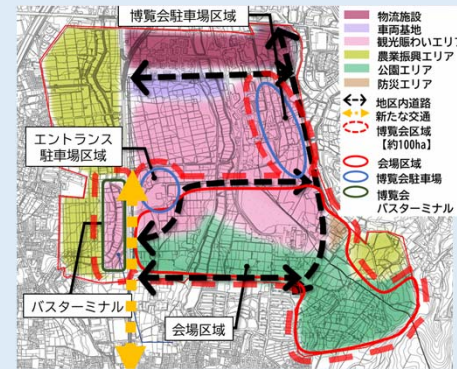 博覧会駐車場区域
エントランス
駐車場区域
バスターミナル
会場区域
物流施設
車両基地
観光賑わいエリア
農業振興エリア
公園エリア
防災エリア
地区内道路
新たな交通
博覧会区域
【約100ha】
会場区域
博覧会駐車場
博覧会
バスターミナル